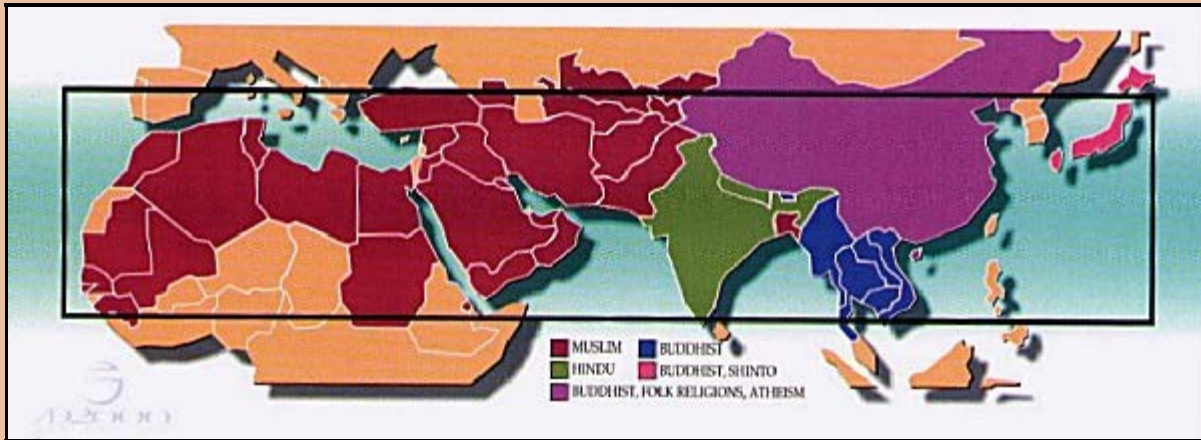 MUSLIM
BUDDHIST
HINDU
BUDDHIST, SHINTO
BUDDHIST, FOLK RELIGIONS, ATHEISM